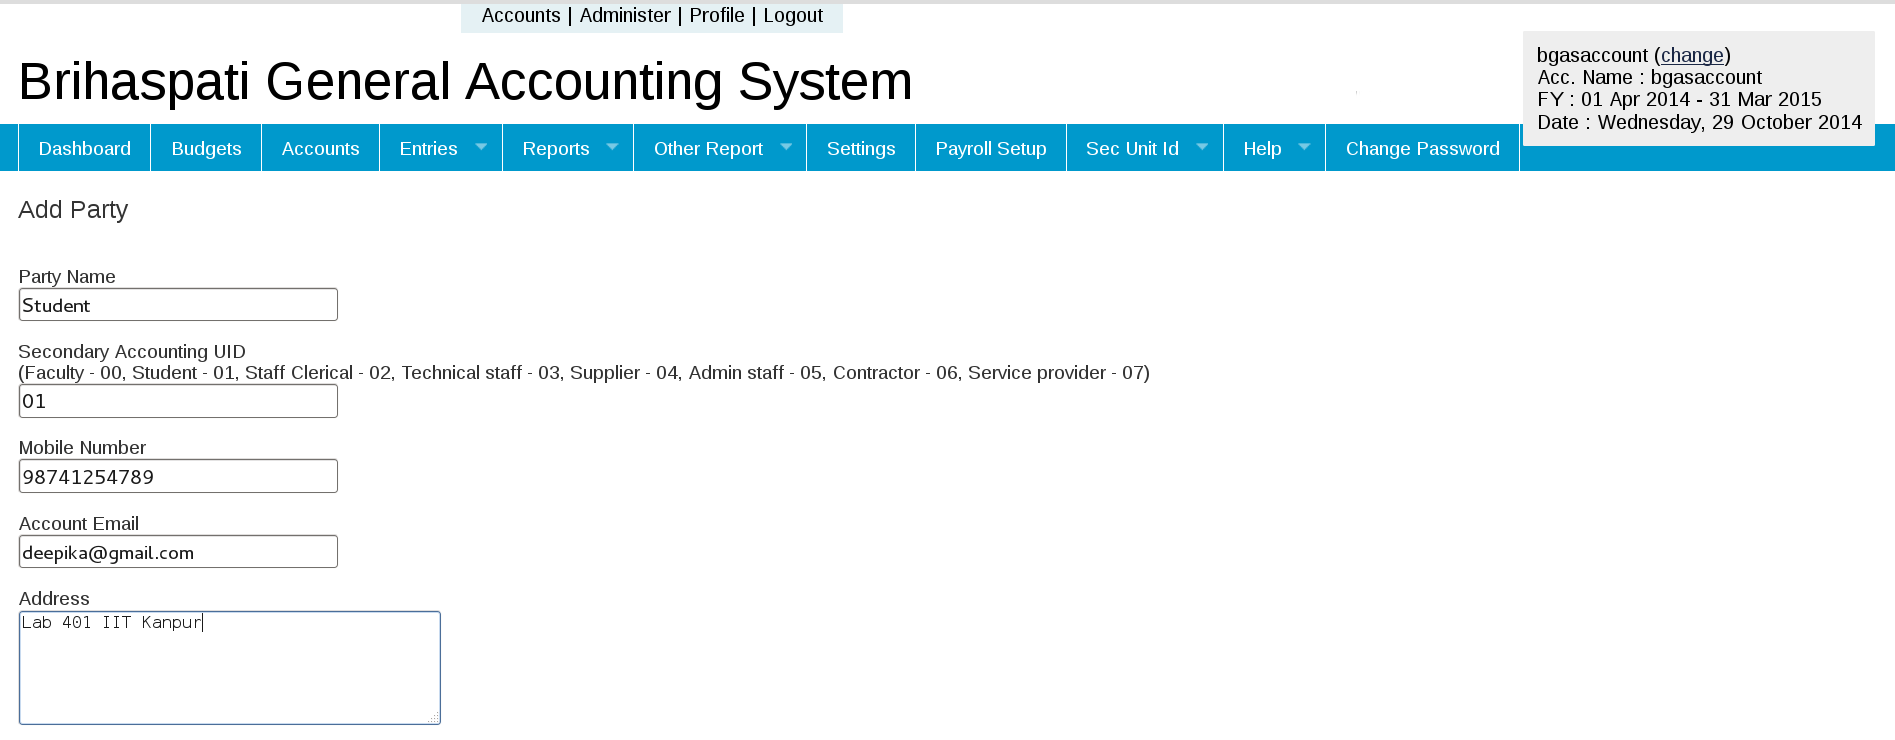 Accounts | Administer | Profile | Logout
Brihaspati General Accounting System
bgasaccount (change)
Acc. Name : bgasaccount
FY : 01 Apr 2014 - 31 Mar 2015
Date : Wednesday, 29 October 2014
Dashboard Budgets Accounts Entries Reports Other Report Settings Payroll Setup Sec Unit Id Help Change Password
Add Party
Party Name
Student
Secondary Accounting UID
(Faculty - 00, Student - 01, Staff Clerical - 02, Technical staff - 03, Supplier - 04, Admin staff - 05, Contractor - 06, Service provider - 07)
01
Mobile Number
98741254789
Account Email
deepika@gmail.com
Address
Lab 401 IIT Kanpur